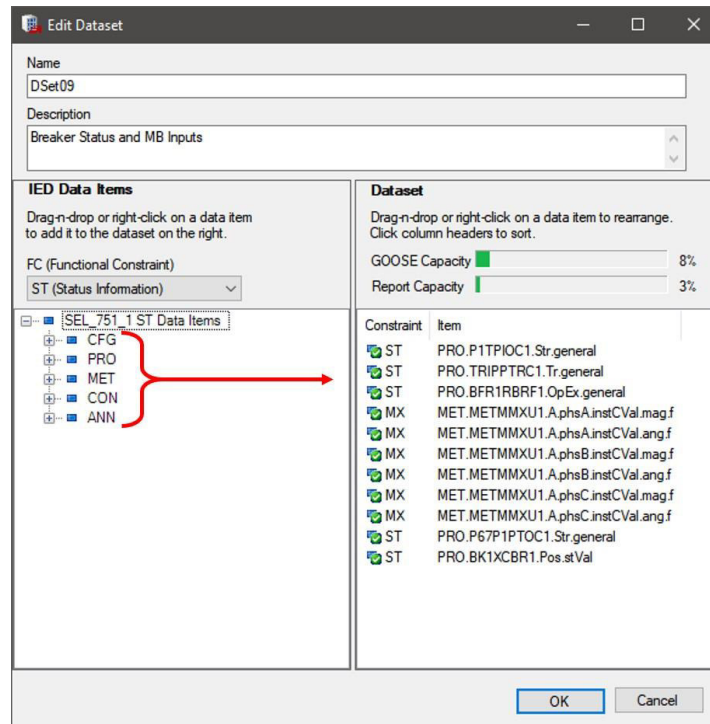 Edit Dataset
Name
DSet09
Description
Breaker Status and MB Inputs
IED Data Items
Drag-n-drop or right-click on a data item
to add it to the dataset on the right.
FC (Functional Constraint)
ST (Status Information)
SEL_751_1 ST Data Items
CFG
PRO
MET
CON
ANN
Dataset
Drag-n-drop or right-click on a data item to rearrange.
Click column headers to sort.
GOOSE Capacity 8%
Report Capacity 3%
Constraint Item
ST PRO.P1TPIOC1.Str.general
ST PRO.TRIPPTRC1.Tr.general
ST PRO.BFR1RBRF1.OpEx.general
MX MET.METMMXU1.A.phsA.instCVal.mag.f
MX MET.METMMXU1.A.phsA.instCVal.ang.f
MX MET.METMMXU1.A.phsB.instCVal.mag.f
MX MET.METMMXU1.A.phsB.instCVal.ang.f
MX MET.METMMXU1.A.phsC.instCVal.mag.f
MX MET.METMMXU1.A.phsC.instCVal.ang.f
ST PRO.P67P1PTOC1.Str.general
ST PRO.BK1XCBR1.Pos.stVal
OK Cancel